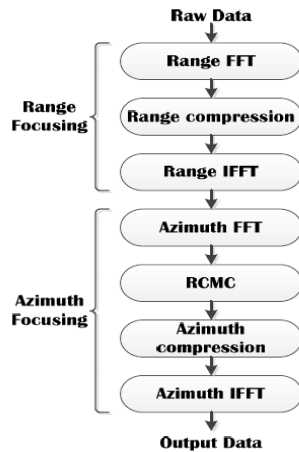 Raw Data
Range FFT
Range compression
Range IFFT
Range
Focusing
Azimuth FFT
RCMC
Azimuth
compression
Azimuth IFFT
Azimuth
Focusing
Output Data